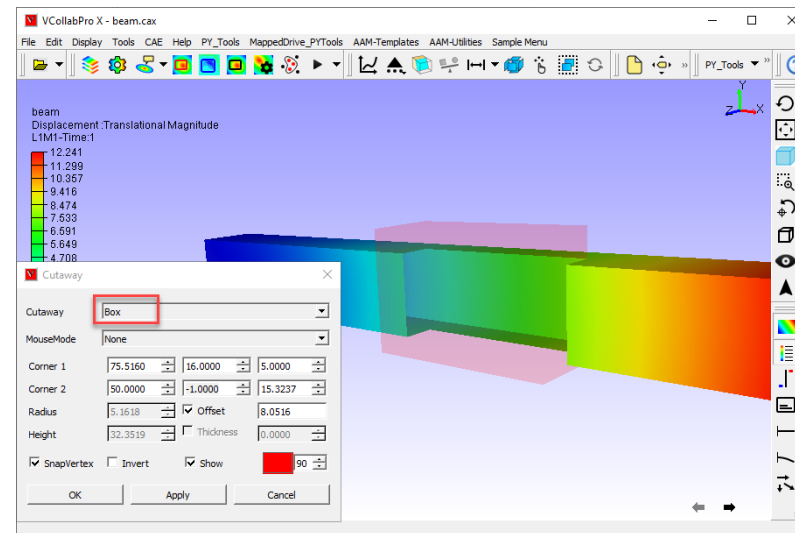 VCollabPro X - beam.cax
File Edit Display Tools CAE Help PY_Tools MappedDrive_PYTools AAM-Templates AAM-Utilities Sample Menu
PY_Tools
beam
Displacement :Translational Magnitude
L1M1-Time:1
12.241
11.299
10.357
9.416
8.474
7.533
6.591
5.649
4.708
Y
Z X
Cutaway
Cutaway Box
MouseMode None
Corner 1 75.5160 16.0000 5.0000
Corner 2 50.0000 -1.0000 15.3237
Radius 5.1618 Offset 8.0516
Height 32.3519 Thickness 0.0000
SnapVertex Invert Show 90
OK Apply Cancel